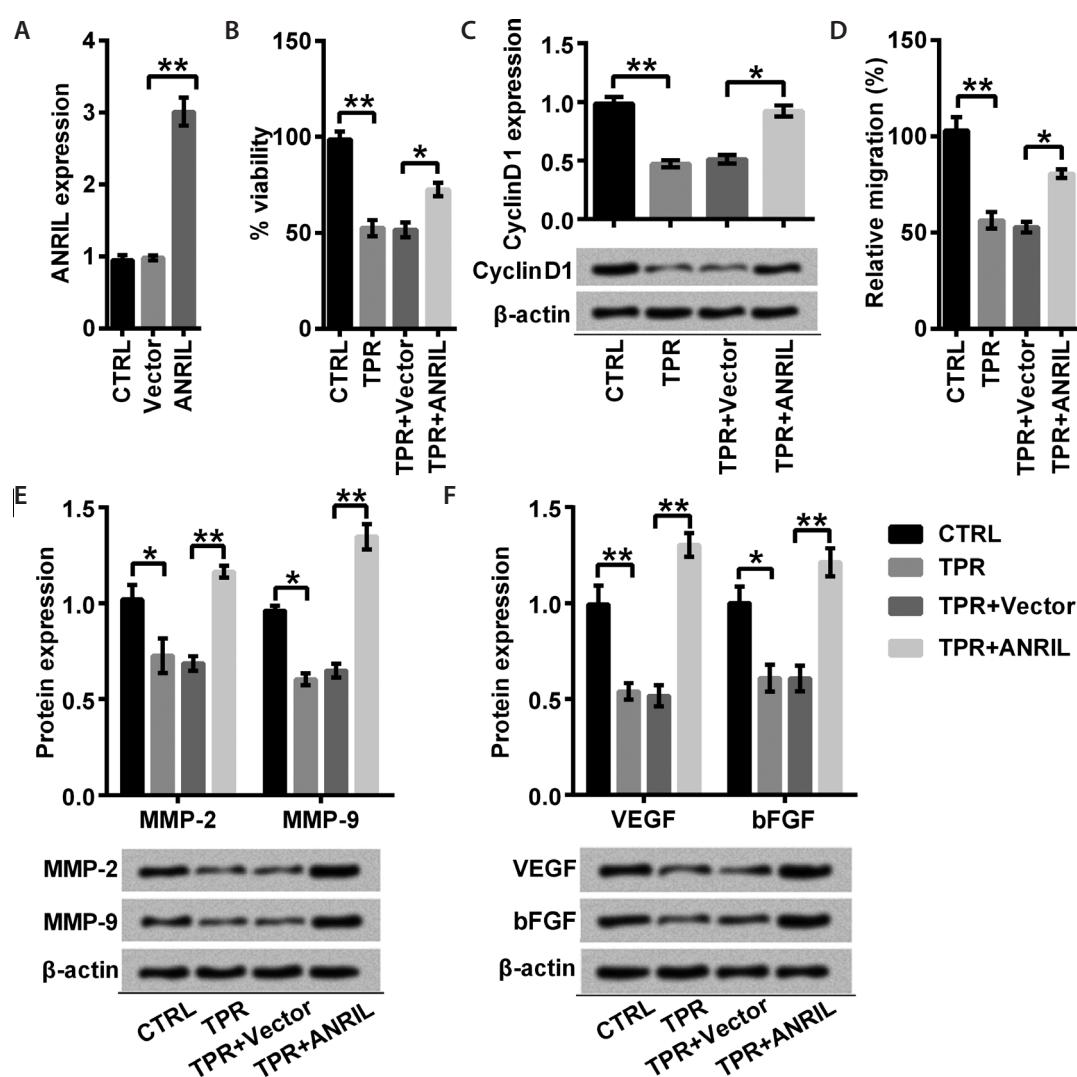 A
ANRIL expression
4
3
2
1
0
**
CTRL
Vector
ANRIL
B
% viability
150
100
50
0
**
*
CTRL
TPR
TPR+Vector
TPR+ANRIL
C
CyclinD1 expression
1.5
1.0
0.5
0.0
**
*
CyclinD1
β-actin
CTRL
TPR
TPR+Vector
TPR+ANRIL
D
Relative migration (%)
150
100
50
0
**
*
CTRL
TPR
TPR+Vector
TPR+ANRIL
E
Protein expression
1.5
1.0
0.5
0.0
*
**
*
**
MMP-2
MMP-9
MMP-2
MMP-9
β-actin
CTRL
TPR
TPR+Vector
TPR+ANRIL
F
Protein expression
1.5
1.0
0.5
0.0
**
**
*
**
VEGF
bFGF
VEGF
bFGF
β-actin
CTRL
TPR
TPR+Vector
TPR+ANRIL
CTRL
TPR
TPR+Vector
TPR+ANRIL